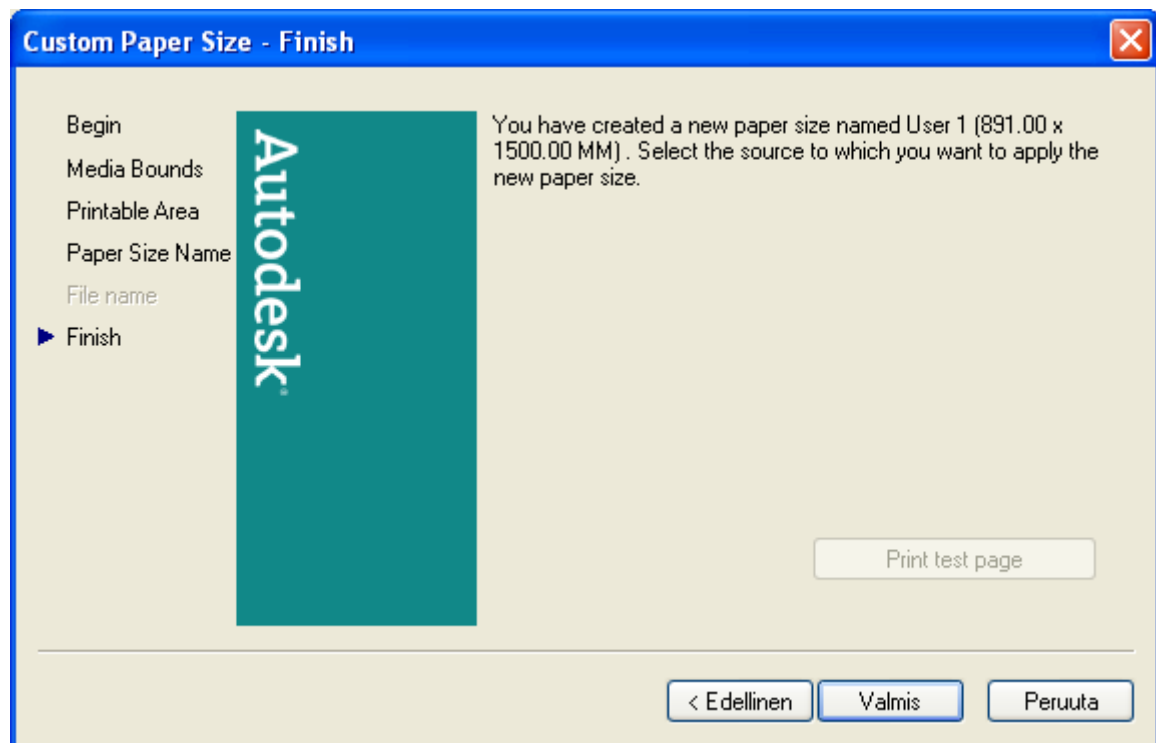 Custom Paper Size - Finish
Begin
Media Bounds
Printable Area
Paper Size Name
File name
Finish
Autodesk
You have created a new paper size named User 1 (891.00 x
1500.00 MM) . Select the source to which you want to apply the
new paper size.
Print test page
< Edellinen
Valmis
Peruuta